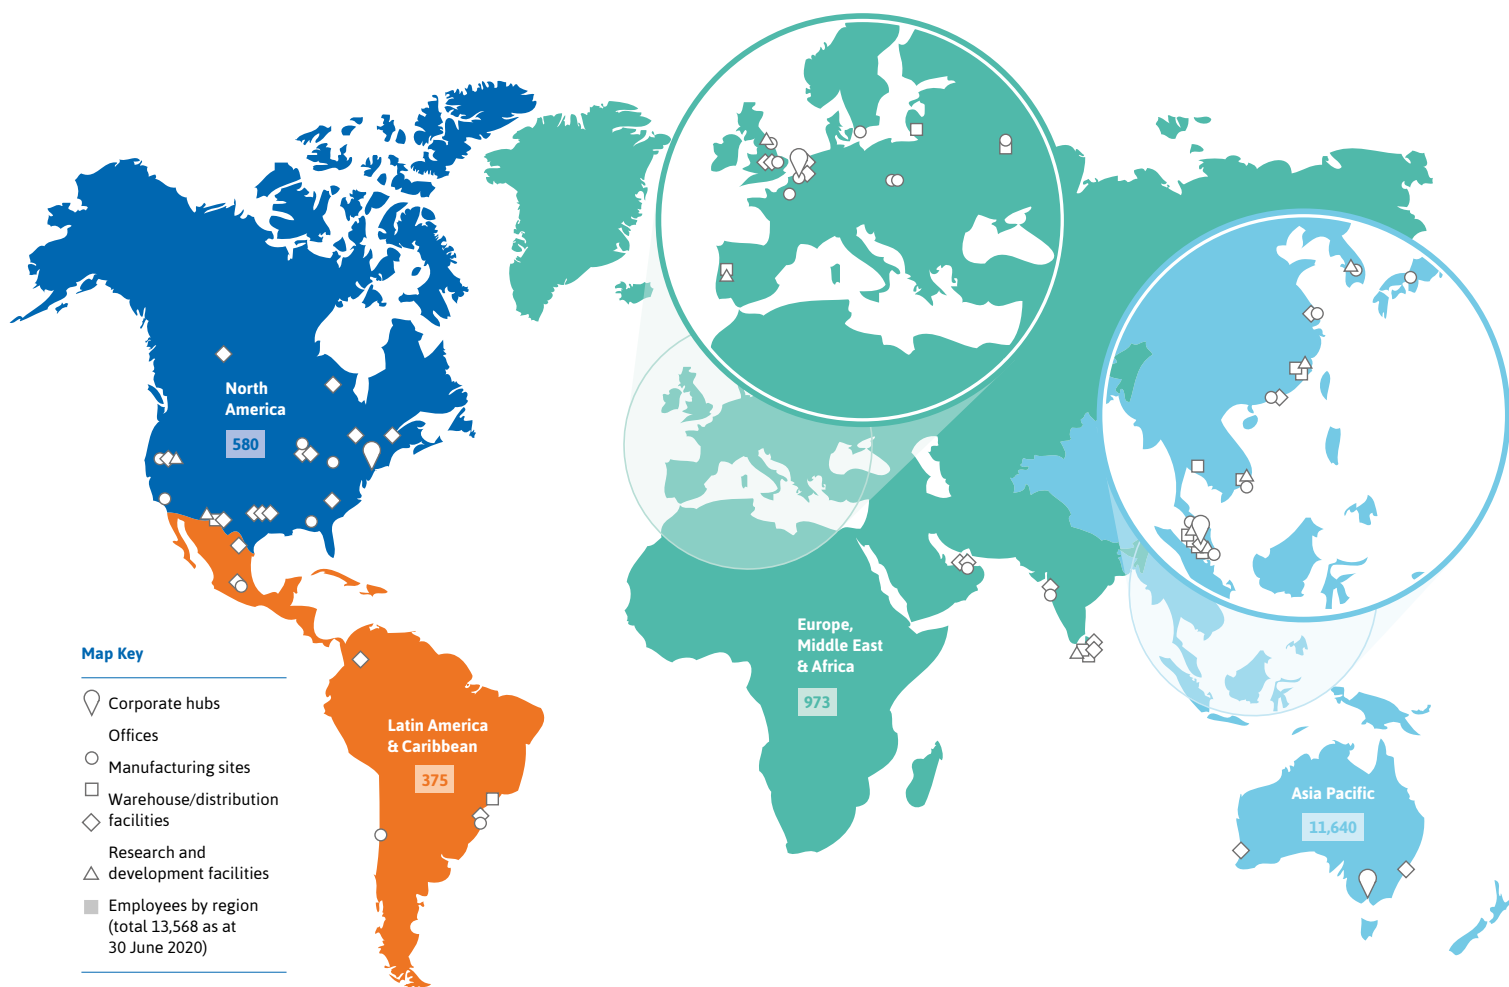 North
America
580
Europe,
Middle East
& Africa
973
Latin America
& Caribbean
375
Asia Pacific
11,640
Map Key
Corporate hubs
Offices
Manufacturing sites
Warehouse/distribution
facilities
Research and
development facilities
Employees by region
(total 13,568 as at
30 June 2020)